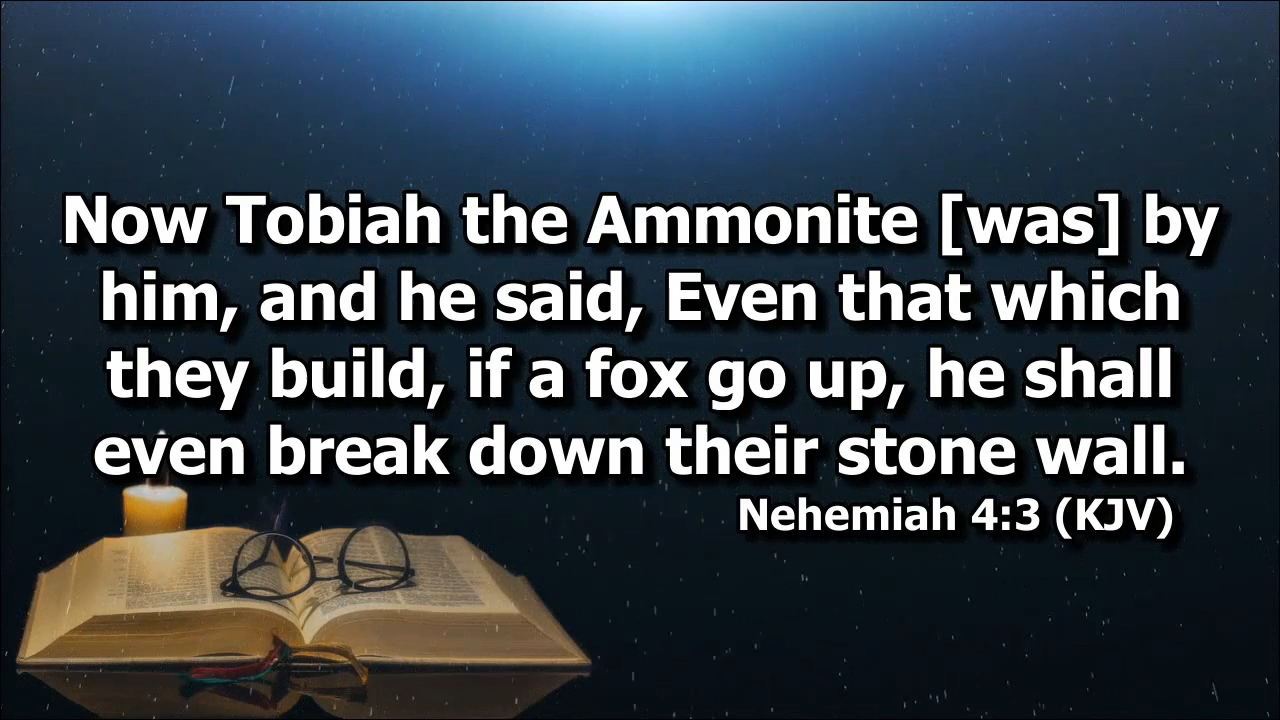 Now Tobiah the Ammonite [was] by
him, and he said, Even that which
they build, if a fox go up, he shall
even break down their stone wall.
Nehemiah 4:3 (KJV)